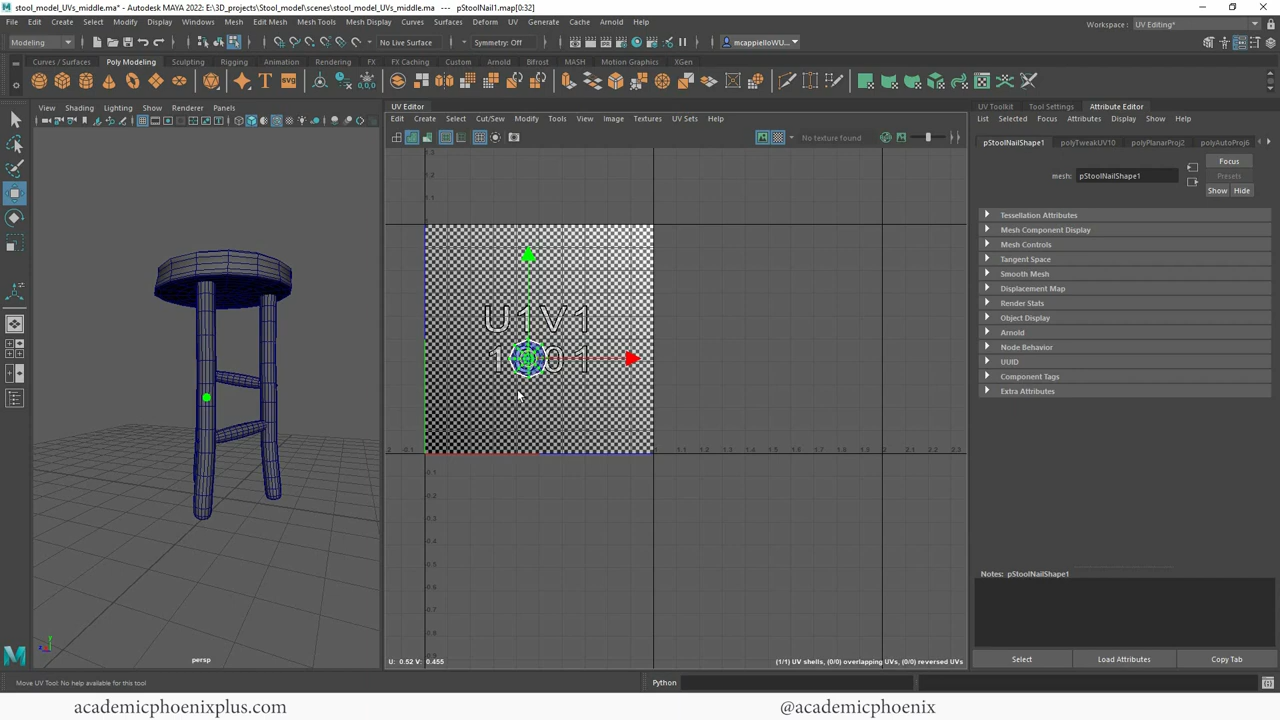 stool_model_UVs_middle.ma* - Autodesk MAYA 2022: E:\3D_projects\Stool_model\scenes\stool_model_UVs_middle.ma --- pStoolNail1.map[0:32]
File Edit Create Select Modify Display Windows Mesh Edit Mesh Mesh Tools Mesh Display Curves Surfaces Deform UV Generate Cache Arnold Help
Workspace : UV Editing*
Modeling No Live Surface Symmetry: Off mcappielloWU...
Curves / Surfaces Poly Modeling Sculpting Rigging Animation Rendering FX FX Caching Custom Arnold Bifrost MASH Motion Graphics XGen
UV Editor UV Toolkit Tool Settings Attribute Editor
View Shading Lighting Show Renderer Panels
Edit Create Select Cut/Sew Modify Tools View Image Textures UV Sets Help
List Selected Focus Attributes Display Show Help
No texture found
pStoolNailShape1 polyTweakUV10 polyPlanarProj2 polyAutoProj6
Focus
mesh: pStoolNailShape1
Presets
Show Hide
Tessellation Attributes
Mesh Component Display
Mesh Controls
Tangent Space
Smooth Mesh
Displacement Map
Render Stats
Object Display
Arnold
Node Behavior
UUID
Component Tags
Extra Attributes
U1V1
Notes: pStoolNailShape1
persp
U: 0.52 V: 0.455
(1/1) UV shells, (0/0) overlapping UVs, (0/0) reversed UVs
Select Load Attributes Copy Tab
Move UV Tool: No help available for this tool
Python
academicphoenixplus.com @academicphoenix